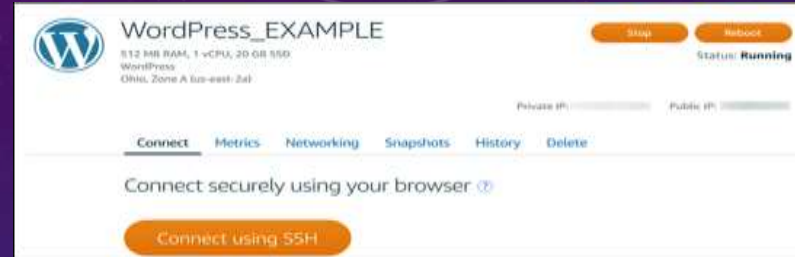 WordPress_EXAMPLE
512 MB RAM, 1 vCPU, 20 GB SSD
WordPress
Ohio, Zone A (us-east-2a)
Stop Reboot
Status: Running
Private IP: Public IP:
Connect Metrics Networking Snapshots History Delete
Connect securely using your browser ?
Connect using SSH